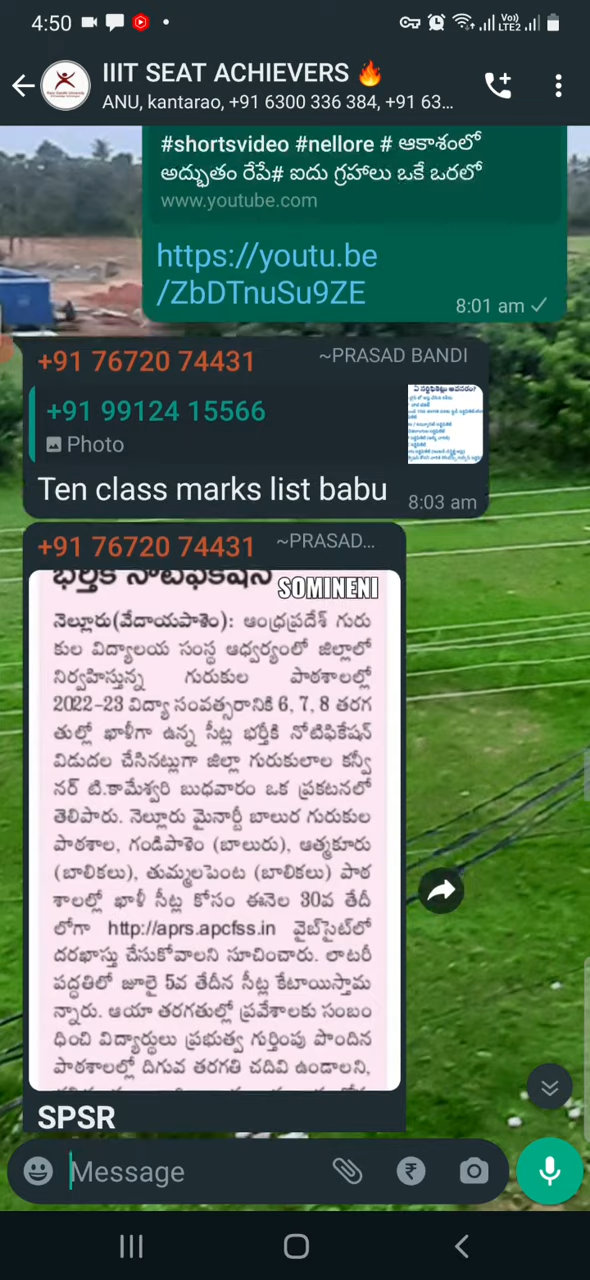 4:50
LTE2
IIIT SEAT ACHIEVERS 🔥
ANU, kantarao, +91 6300 336 384, +91 63...
#shortsvideo #nellore # ఆకాశంలో
అద్భుతం రేపే# ఐదు గ్రహాలు ఒకే ఒరలో
www.youtube.com
https://youtu.be
/ZbDTnuSu9ZE
8:01 am
+91 76720 74431 ~PRASAD BANDI
+91 99124 15566
Photo
Ten class marks list babu
8:03 am
+91 76720 74431 ~PRASAD...
భర్తీకి నోటిఫికేషన్
SOMINENI
నెల్లూరు(వేదాయపాళెం): ఆంధ్రప్రదేశ్ గురు
కుల విద్యాలయ సంస్థ ఆధ్వర్యంలో జిల్లాలో
నిర్వహిస్తున్న గురుకుల పాఠశాలల్లో
2022-23 విద్యా సంవత్సరానికి 6, 7, 8 తరగ
తుల్లో ఖాళీగా ఉన్న సీట్ల భర్తీకి నోటిఫికేషన్
విడుదల చేసినట్లుగా జిల్లా గురుకులాల కన్వీ
నర్ టి.కామేశ్వరి బుధవారం ఒక ప్రకటనలో
తెలిపారు. నెల్లూరు మైనార్టీ బాలుర గురుకుల
పాఠశాల, గండిపాళెం (బాలురు), ఆత్మకూరు
(బాలికలు), తుమ్మలపెంట (బాలికలు) పాఠ
శాలల్లో ఖాళీ సీట్ల కోసం ఈనెల 30వ తేదీ
లోగా http://aprs.apcfss.in వైబ్‌సైట్‌లో
దరఖాస్తు చేసుకోవాలని సూచించారు. లాటరీ
పద్ధతిలో జూలై 5వ తేదీన సీట్ల కేటాయిస్తామ
న్నారు. ఆయా తరగతుల్లో ప్రవేశాలకు సంబం
ధించి విద్యార్థులు ప్రభుత్వ గుర్తింపు పొందిన
పాఠశాలల్లో దిగువ తరగతి చదివి ఉండాలని,
SPSR
Message